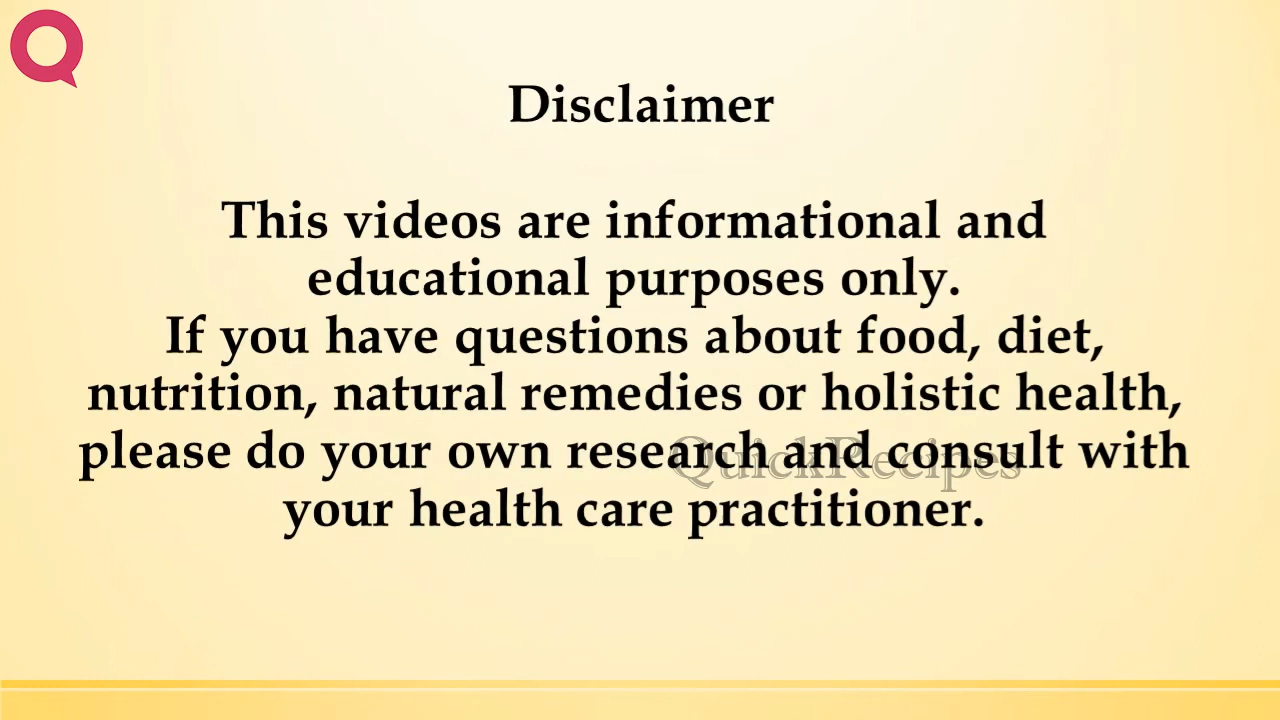 Disclaimer
This videos are informational and
educational purposes only.
If you have questions about food, diet,
nutrition, natural remedies or holistic health,
please do your own research and consult with
QuickRecipes
your health care practitioner.